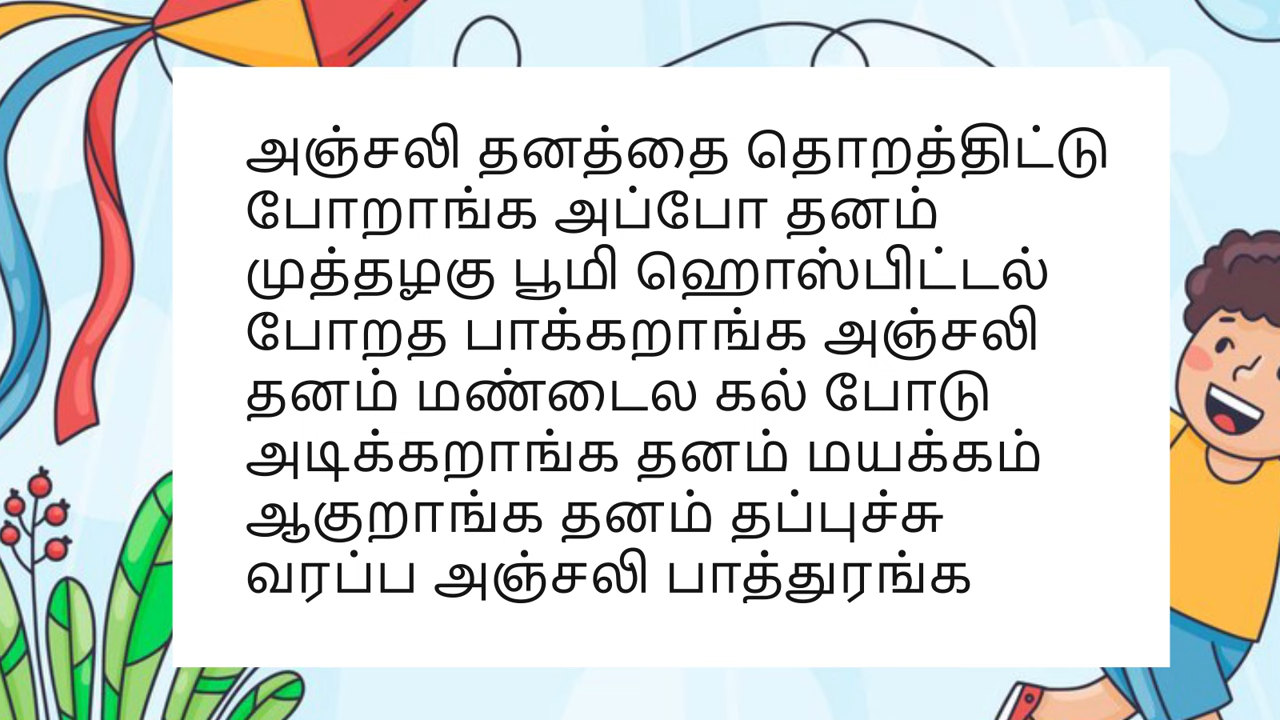 அஞ்சலி தனத்தை தொறத்திட்டு
போறாங்க அப்போ தனம்
முத்தழகு பூமி ஹொஸ்பிட்டல்
போறத பாக்கறாங்க அஞ்சலி
தனம் மண்டைல கல் போடு
அடிக்கறாங்க தனம் மயக்கம்
ஆகுறாங்க தனம் தப்புச்சு
வரப்ப அஞ்சலி பாத்துரங்க